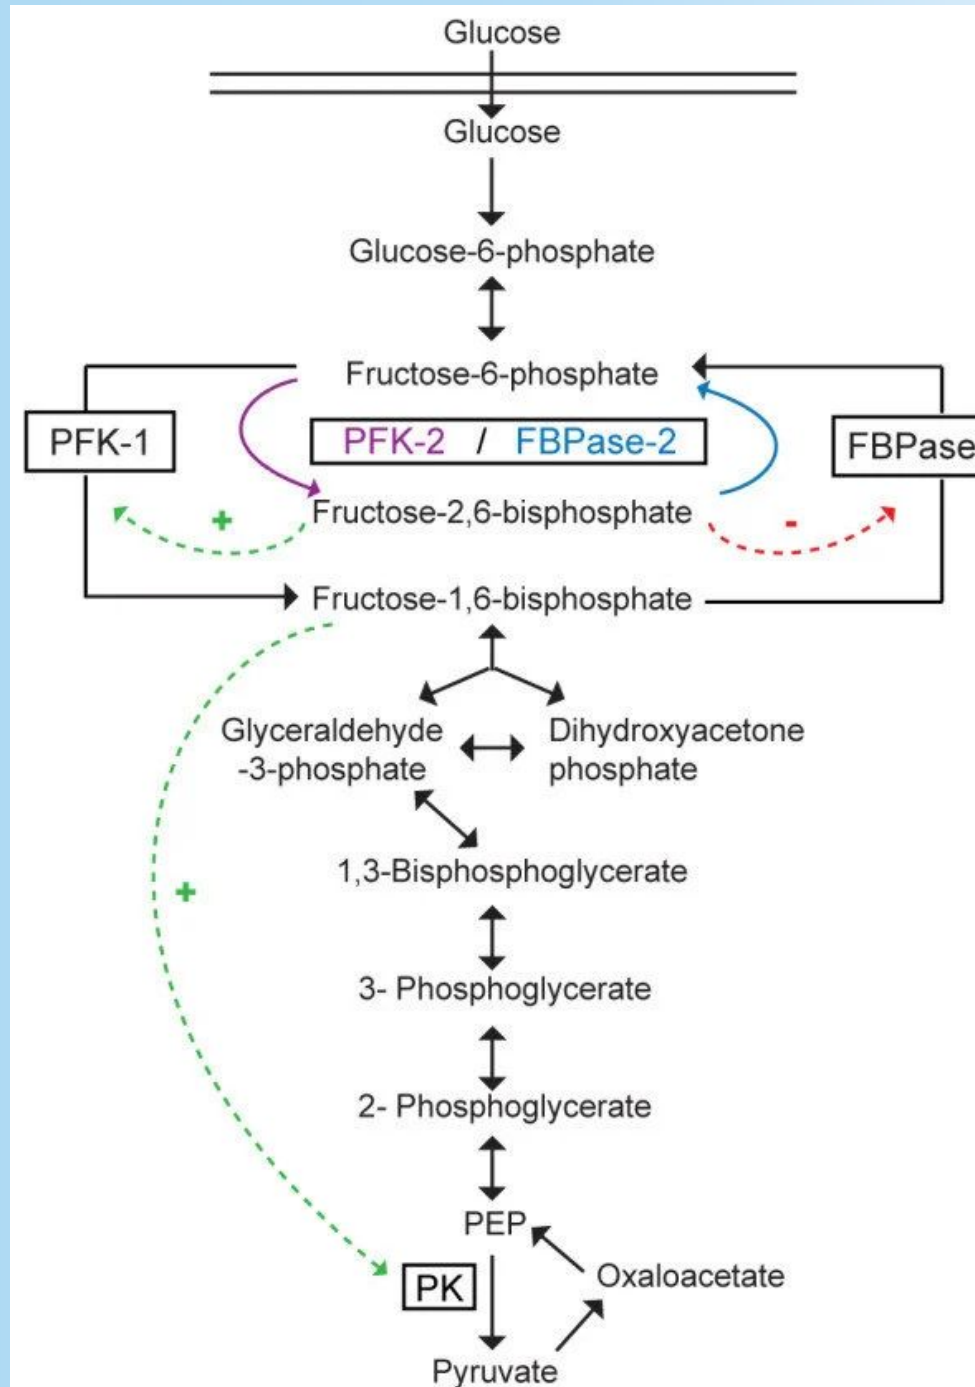 Glucose
Glucose
Glucose-6-phosphate
Fructose-6-phosphate
PFK-1
PFK-2 / FBPase-2
FBPase
+
Fructose-2,6-bisphosphate
-
Fructose-1,6-bisphosphate
Glyceraldehyde
-3-phosphate
Dihydroxyacetone
phosphate
1,3-Bisphosphoglycerate
+
3- Phosphoglycerate
2- Phosphoglycerate
PEP
Oxaloacetate
PK
Pyruvate